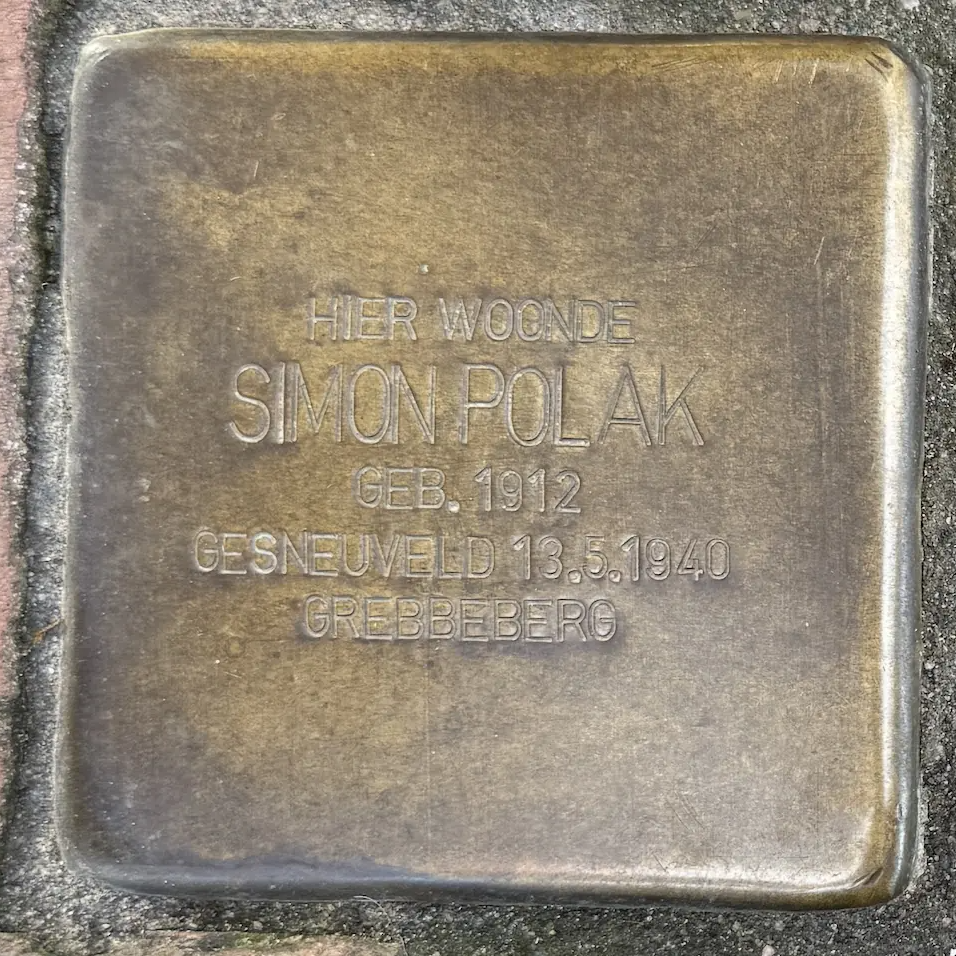 HIER WOONDE
SIMON POLAK
GEB. 1912
GESNEUVELD 13.5.1940
GREBBEBERG